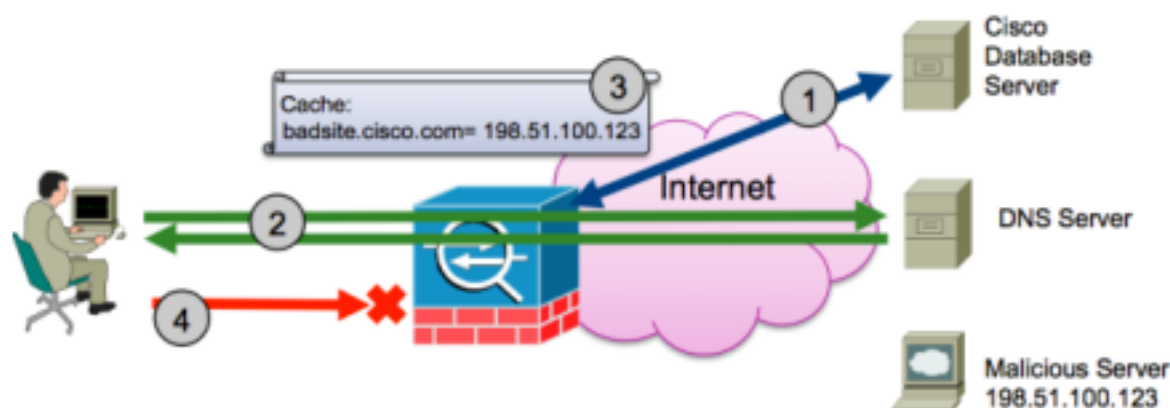 Cisco
Database
Server
3
1
Cache:
badsite.cisco.com= 198.51.100.123
Internet
2
DNS Server
4
Malicious Server
198.51.100.123